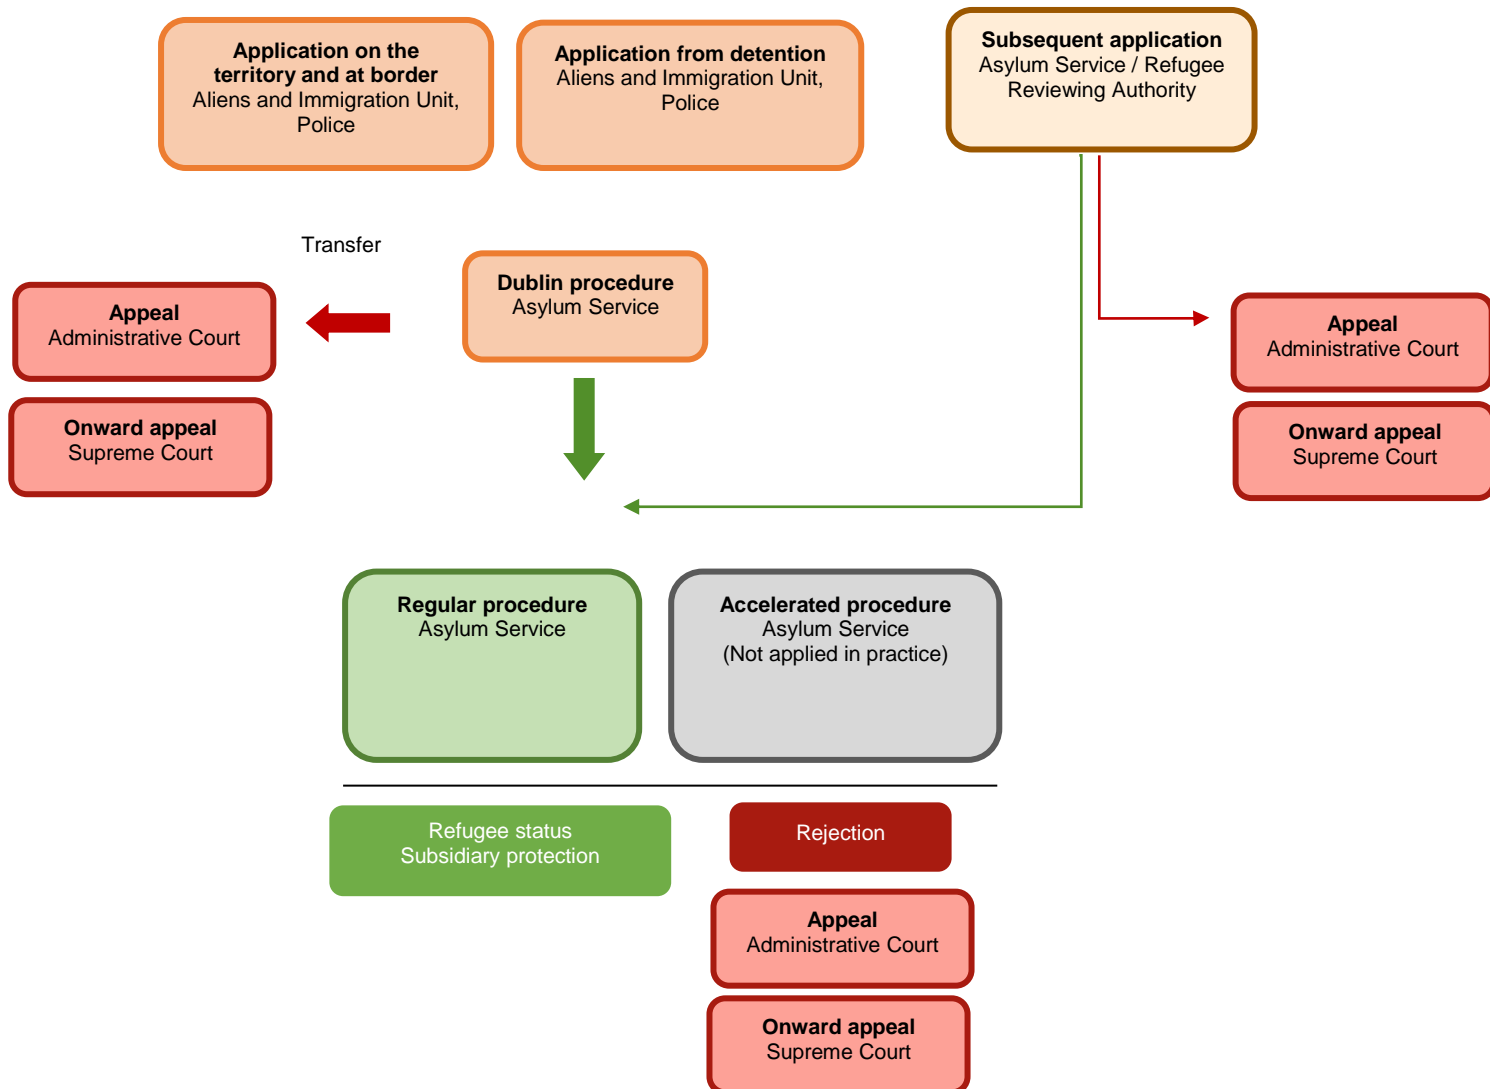 Application on the
territory and at border
Aliens and Immigration Unit,
Police
Application from detention
Aliens and Immigration Unit,
Police
Subsequent application
Asylum Service / Refugee
Reviewing Authority
Transfer
Dublin procedure
Asylum Service
Appeal
Administrative Court
Onward appeal
Supreme Court
Appeal
Administrative Court
Onward appeal
Supreme Court
Regular procedure
Asylum Service
Accelerated procedure
Asylum Service
(Not applied in practice)
Refugee status
Subsidiary protection
Rejection
Appeal
Administrative Court
Onward appeal
Supreme Court